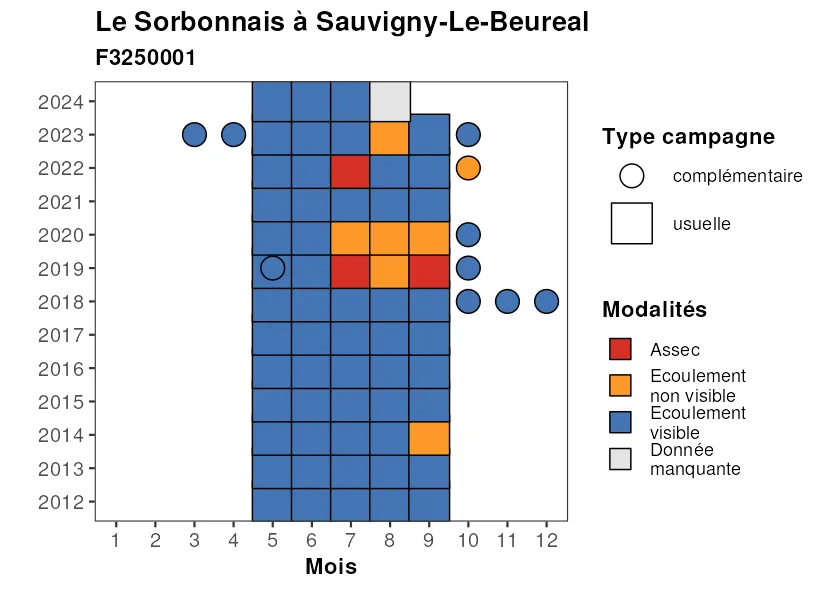 Le Sorbonnais à Sauvigny-Le-Beureal
F3250001
2024
2023
2022
2021
2020
2019
2018
2017
2016
2015
2014
2013
2012
1 2 3 4 5 6 7 8 9 10 11 12
Mois
Type campagne
complémentaire
usuelle
Modalités
Assec
Ecoulement
non visible
Ecoulement
visible
Donnée
manquante